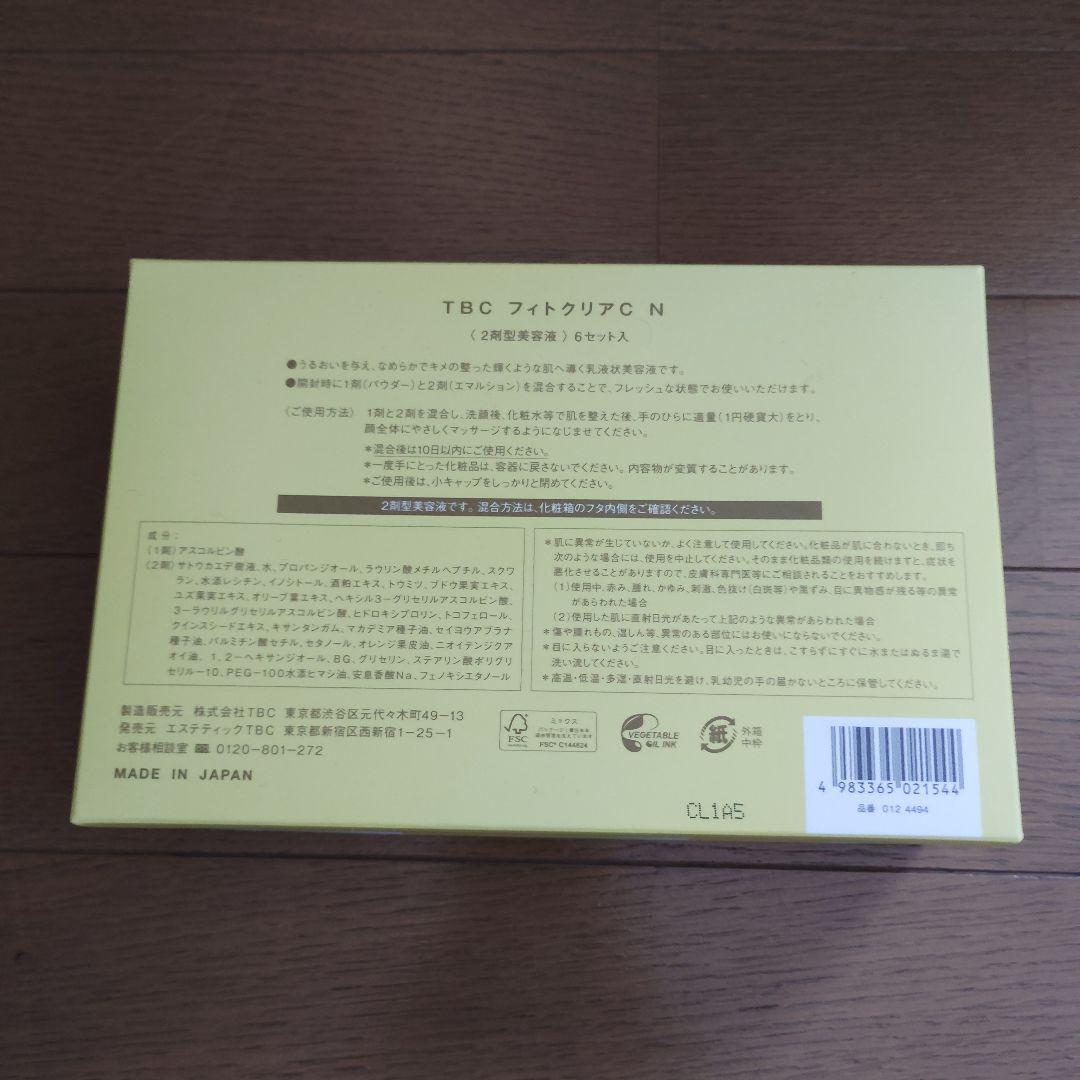 TBC フィトクリアC N
〈2剤型美容液〉6セット入
●うるおいを与え、なめらかでキメの整った輝くような肌へ導く乳液状美容液です。
●開封時に1剤(パウダー)と2剤(エマルション)を混合することで、フレッシュな状態でお使いいただけます。
〈ご使用方法〉 1剤と2剤を混合し、洗顔後、化粧水等で肌を整えた後、手のひらに適量(1円硬貨大)をとり、
顔全体にやさしくマッサージするようになじませてください。
*混合後は10日以内にご使用ください。
*一度手にとった化粧品は、容器に戻さないでください。内容物が変質することがあります。
*ご使用後は、小キャップをしっかりと閉めてください。
2剤型美容液です。混合方法は、化粧箱のフタ内側をご確認ください。
成分:
(1剤)アスコルビン酸
(2剤)サトウカエデ樹液、水、プロパンジオール、ラウリン酸メチルヘプチル、スクワ
ラン、水添レシチン、イノシトール、酒粕エキス、トウミツ、ブドウ果実エキス、
ユズ果実エキス、オリーブ葉エキス、ヘキシル3-グリセリルアスコルビン酸、
3-ラウリルグリセリルアスコルビン酸、ヒドロキシプロリン、トコフェロール、
クインスシードエキス、キサンタンガム、マカデミア種子油、セイヨウアブラナ
種子油、パルミチン酸セチル、セタノール、オレンジ果皮油、ニオイテンジクア
オイ油、1,2-ヘキサンジオール、BG、グリセリン、ステアリン酸ポリグリ
セリル-10、PEG-100水添ヒマシ油、安息香酸Na、フェノキシエタノール
*肌に異常が生じていないか、よく注意して使用してください。化粧品が肌に合わないとき、即ち
次のような場合には、使用を中止してください。そのまま化粧品類の使用を続けますと、症状を
悪化させることがありますので、皮膚科専門医等にご相談されることをおすすめします。
(1)使用中、赤み、腫れ、かゆみ、刺激、色抜け(白斑等)や黒ずみ、目に異物感が残る等の異常
があらわれた場合
(2)使用した肌に直射日光があたって上記のような異常があらわれた場合
*傷や腫れもの、湿しん等、異常のある部位にはお使いにならないでください。
*目に入らないようご注意ください。目に入ったときは、こすらずにすぐに水またはぬるま湯で
洗い流してください。
*高温・低温・多湿・直射日光を避け、乳幼児の手の届かないところに保管してください。
製造販売元 株式会社TBC 東京都渋谷区元代々木町49-13
発売元 エステティックTBC 東京都新宿区西新宿1-25-1
お客様相談室 0120-801-272
MADE IN JAPAN
FSC
ミックス
FSC® C144824
VEGETABLE
OIL INK
紙
外箱
中枠
CL1A5
4 983365 021544
品番 012 4494